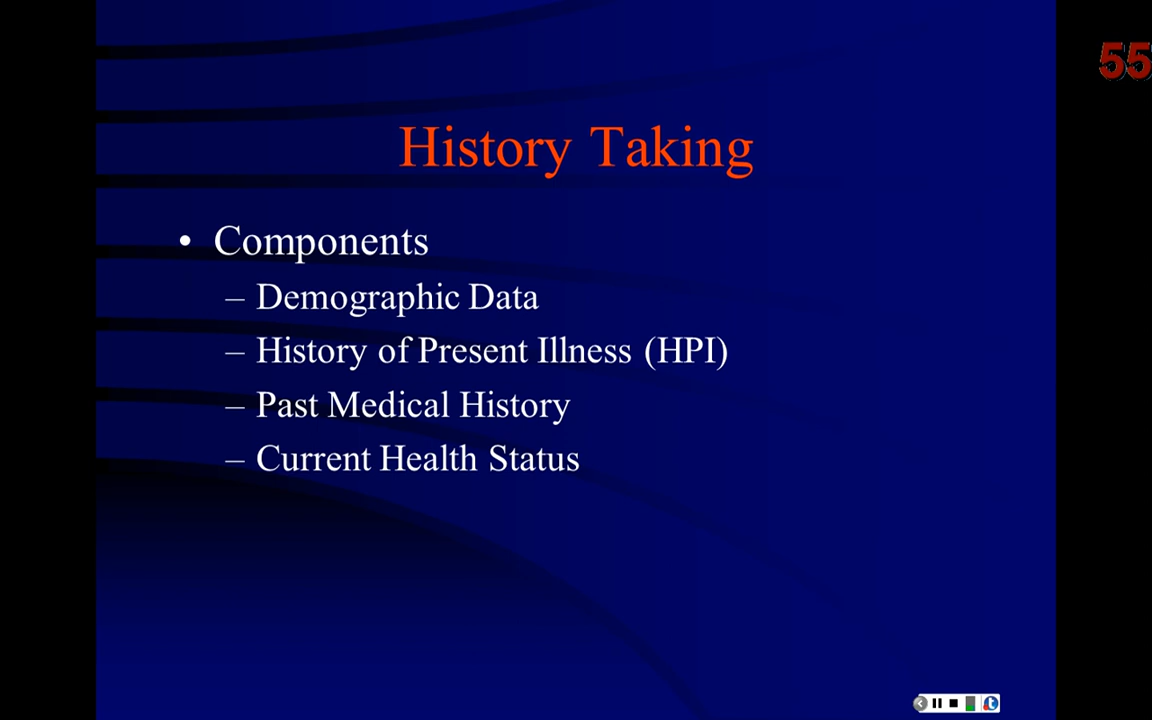 55
History Taking
• Components
– Demographic Data
– History of Present Illness (HPI)
– Past Medical History
– Current Health Status